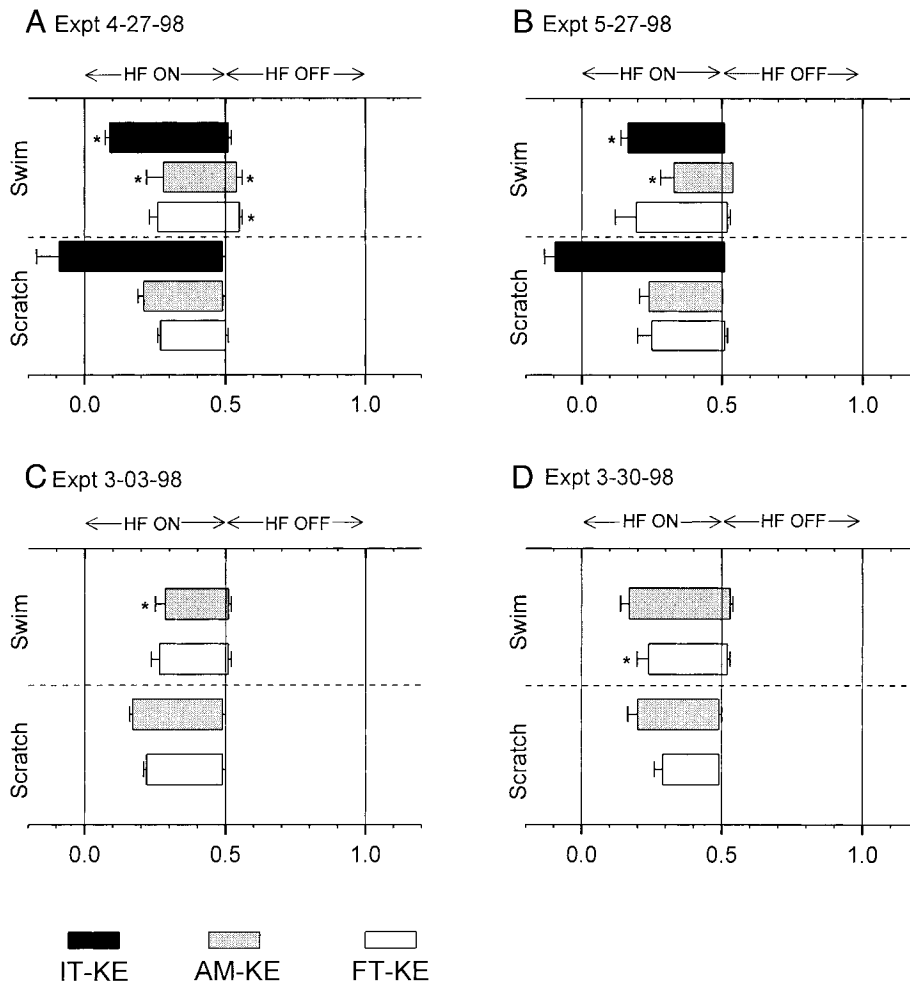 A Expt 4-27-98
HF ON HF OFF
Swim
*
* *
*
Scratch
0.0 0.5 1.0
B Expt 5-27-98
HF ON HF OFF
Swim
*
*
Scratch
0.0 0.5 1.0
C Expt 3-03-98
HF ON HF OFF
Swim
*
Scratch
0.0 0.5 1.0
D Expt 3-30-98
HF ON HF OFF
Swim
*
Scratch
0.0 0.5 1.0
IT-KE AM-KE FT-KE